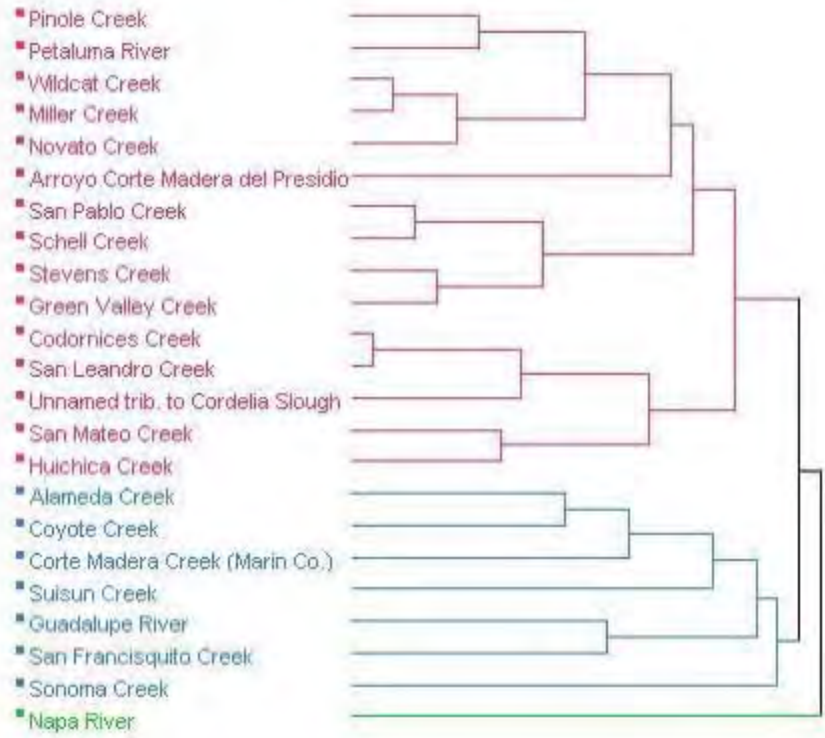 Pinole Creek
Petaluma River
Wildcat Creek
Miller Creek
Novato Creek
Arroyo Corte Madera del Presidio
San Pablo Creek
Schell Creek
Stevens Creek
Green Valley Creek
Codornices Creek
San Leandro Creek
Unnamed trib. to Cordelia Slough
San Mateo Creek
Huichica Creek
Alameda Creek
Coyote Creek
Corte Madera Creek (Marin Co.)
Suisun Creek
Guadalupe River
San Francisquito Creek
Sonoma Creek
Napa River